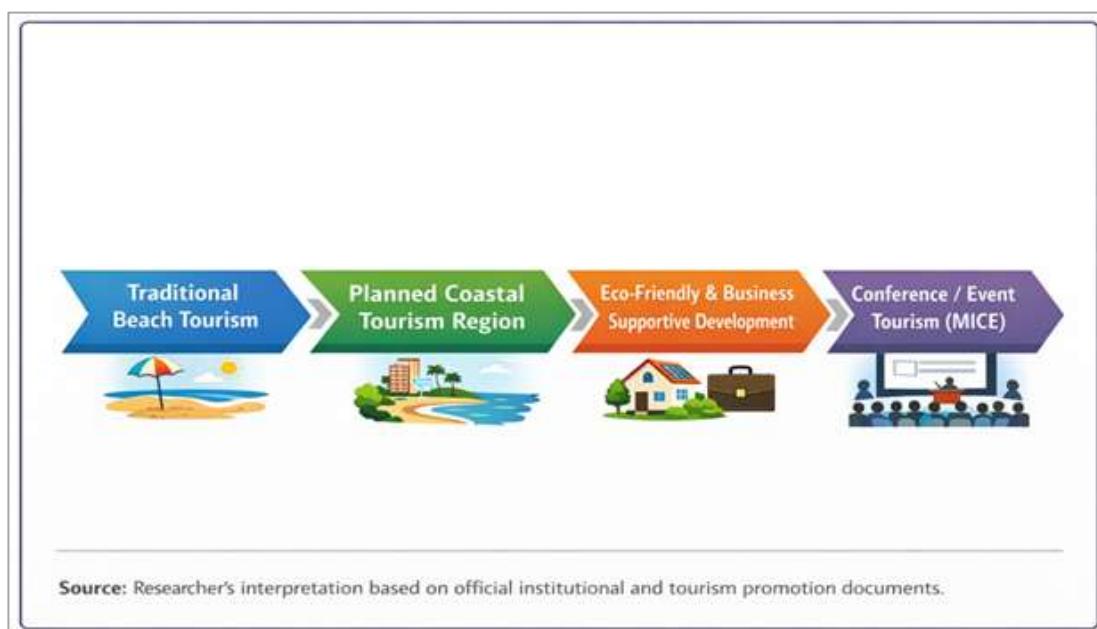 Traditional
Beach Tourism
Planned Coastal
Tourism Region
Eco-Friendly & Business
Supportive Development
Conference / Event
Tourism (MICE)
Source: Researcher's interpretation based on official institutional and tourism promotion documents.